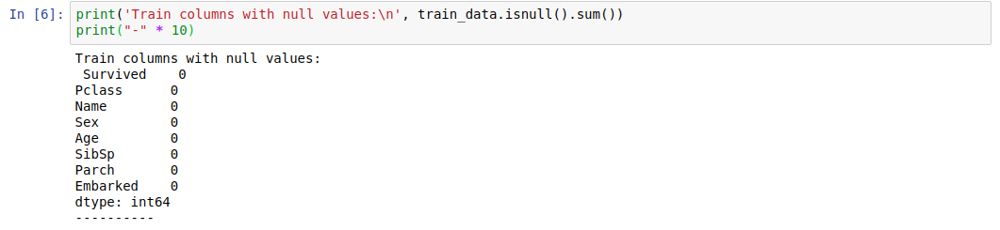 In [6]: print('Train columns with null values:\n', train_data.isnull().sum())
print("-" * 10)
Train columns with null values:
 Survived    0
Pclass      0
Name        0
Sex         0
Age         0
SibSp       0
Parch       0
Embarked    0
dtype: int64
----------